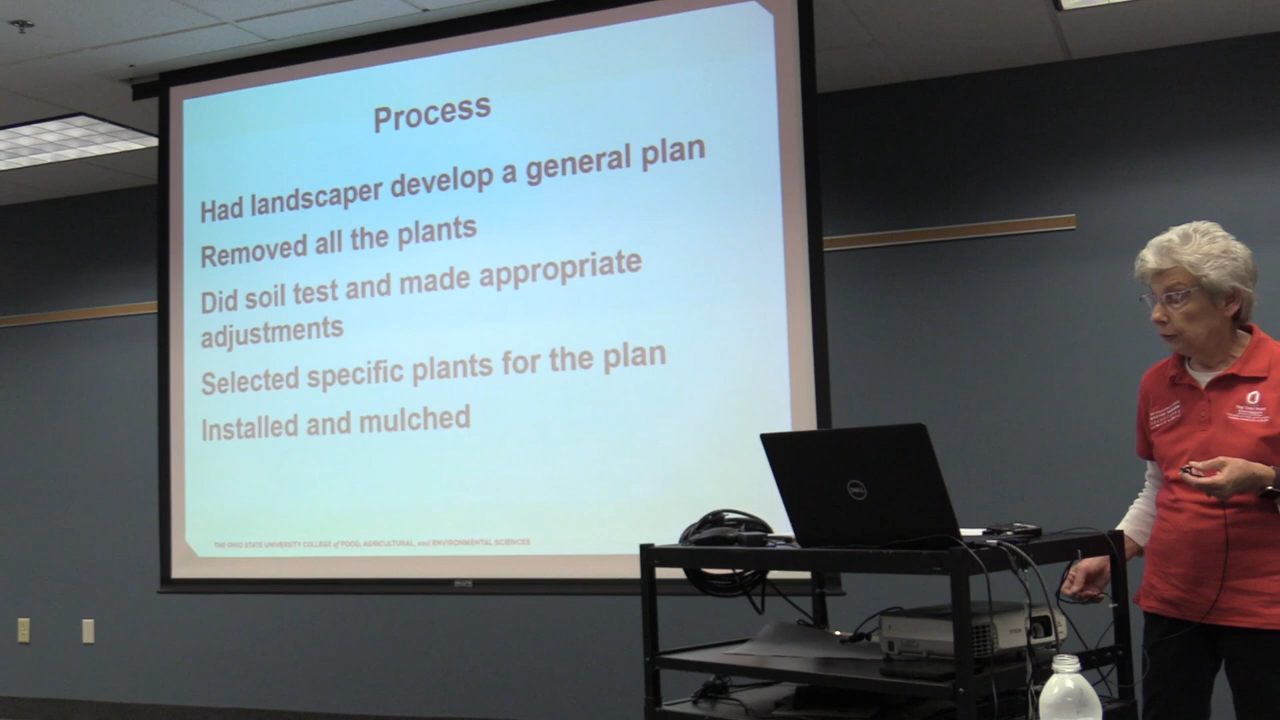 Process
Had landscaper develop a general plan
Removed all the plants
Did soil test and made appropriate
adjustments
Selected specific plants for the plan
Installed and mulched
THE OHIO STATE UNIVERSITY COLLEGE of FOOD, AGRICULTURAL, and ENVIRONMENTAL SCIENCES
DELL
EPSON